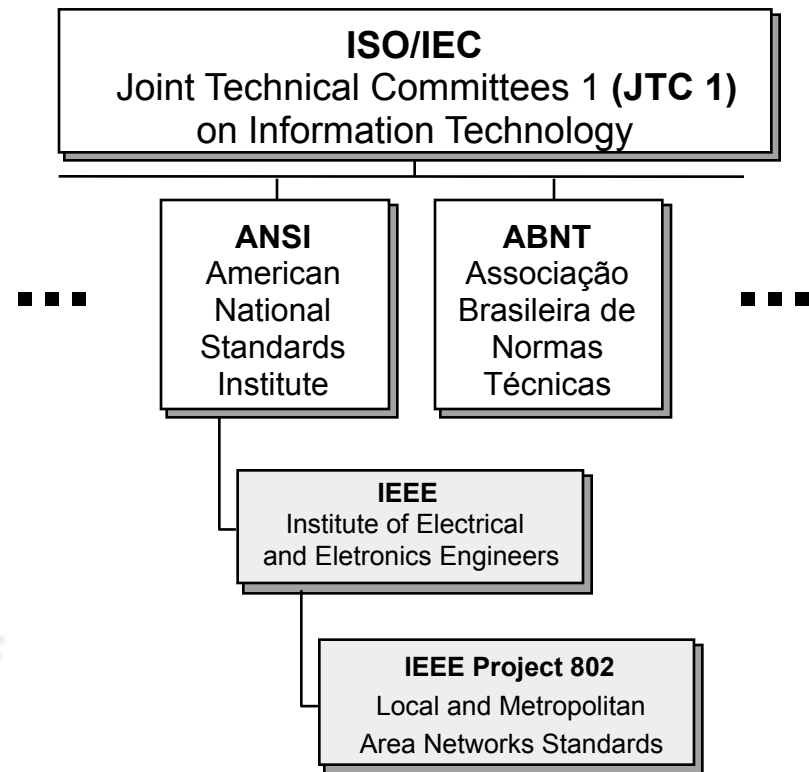 ISO/IEC
Joint Technical Committees 1 (JTC 1)
on Information Technology
ANSI
American
National
Standards
Institute
ABNT
Associação
Brasileira de
Normas
Técnicas
IEEE
Institute of Electrical
and Eletronics Engineers
IEEE Project 802
Local and Metropolitan
Area Networks Standards